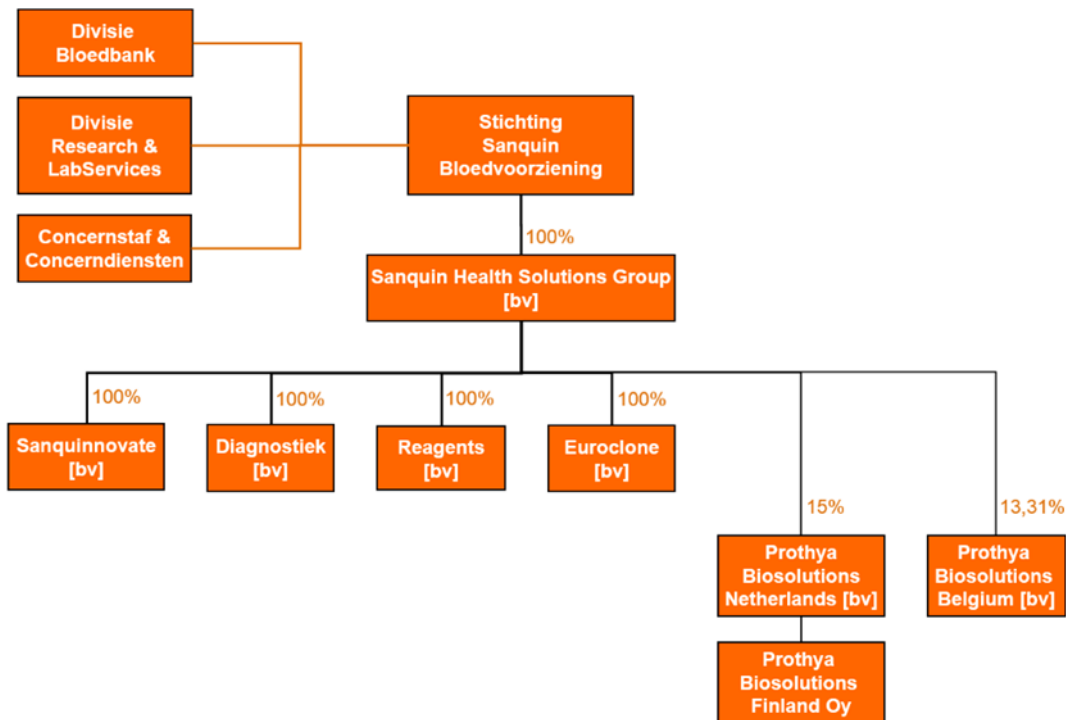 Divisie
Bloedbank
Divisie
Research &
LabServices
Concernstaf &
Concerndiensten
Stichting
Sanquin
Bloedvoorziening
100%
Sanquin Health Solutions Group
[bv]
100%
Sanquinnovate
[bv]
100%
Diagnostiek
[bv]
100%
Reagents
[bv]
100%
Euroclone
[bv]
15%
Prothya
Biosolutions
Netherlands [bv]
13,31%
Prothya
Biosolutions
Belgium [bv]
Prothya
Biosolutions
Finland Oy